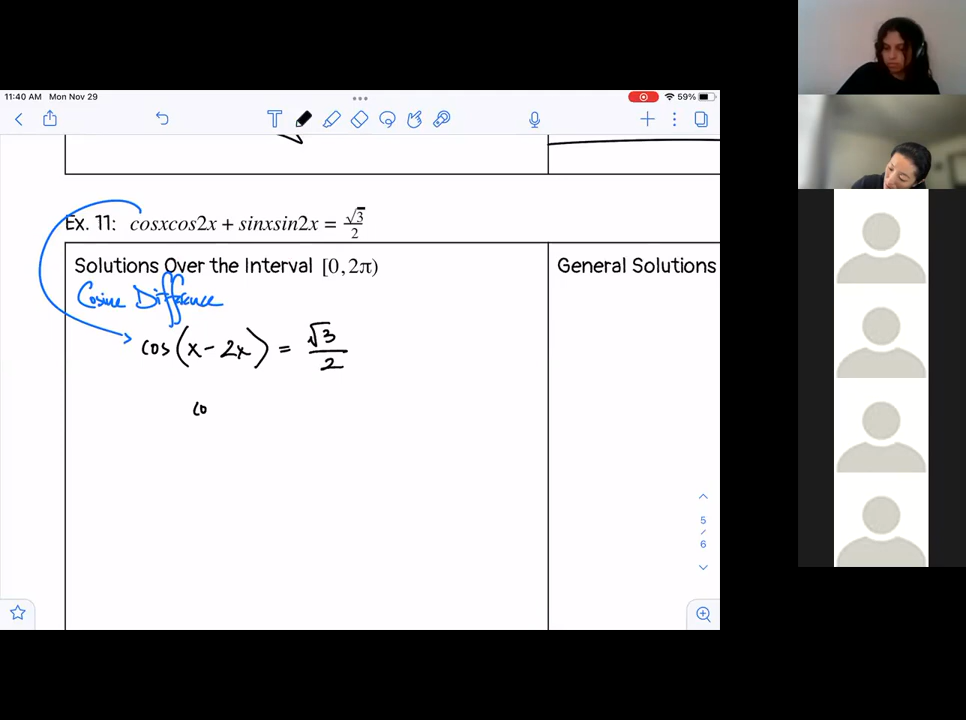 11:40 AM Mon Nov 29
59%
Ex. 11: cosxcos2x + sinxsin2x = √3/2
Solutions Over the Interval [0, 2π)
General Solutions
Cosine Difference
cos(x - 2x) = √3/2
co
5
/
6